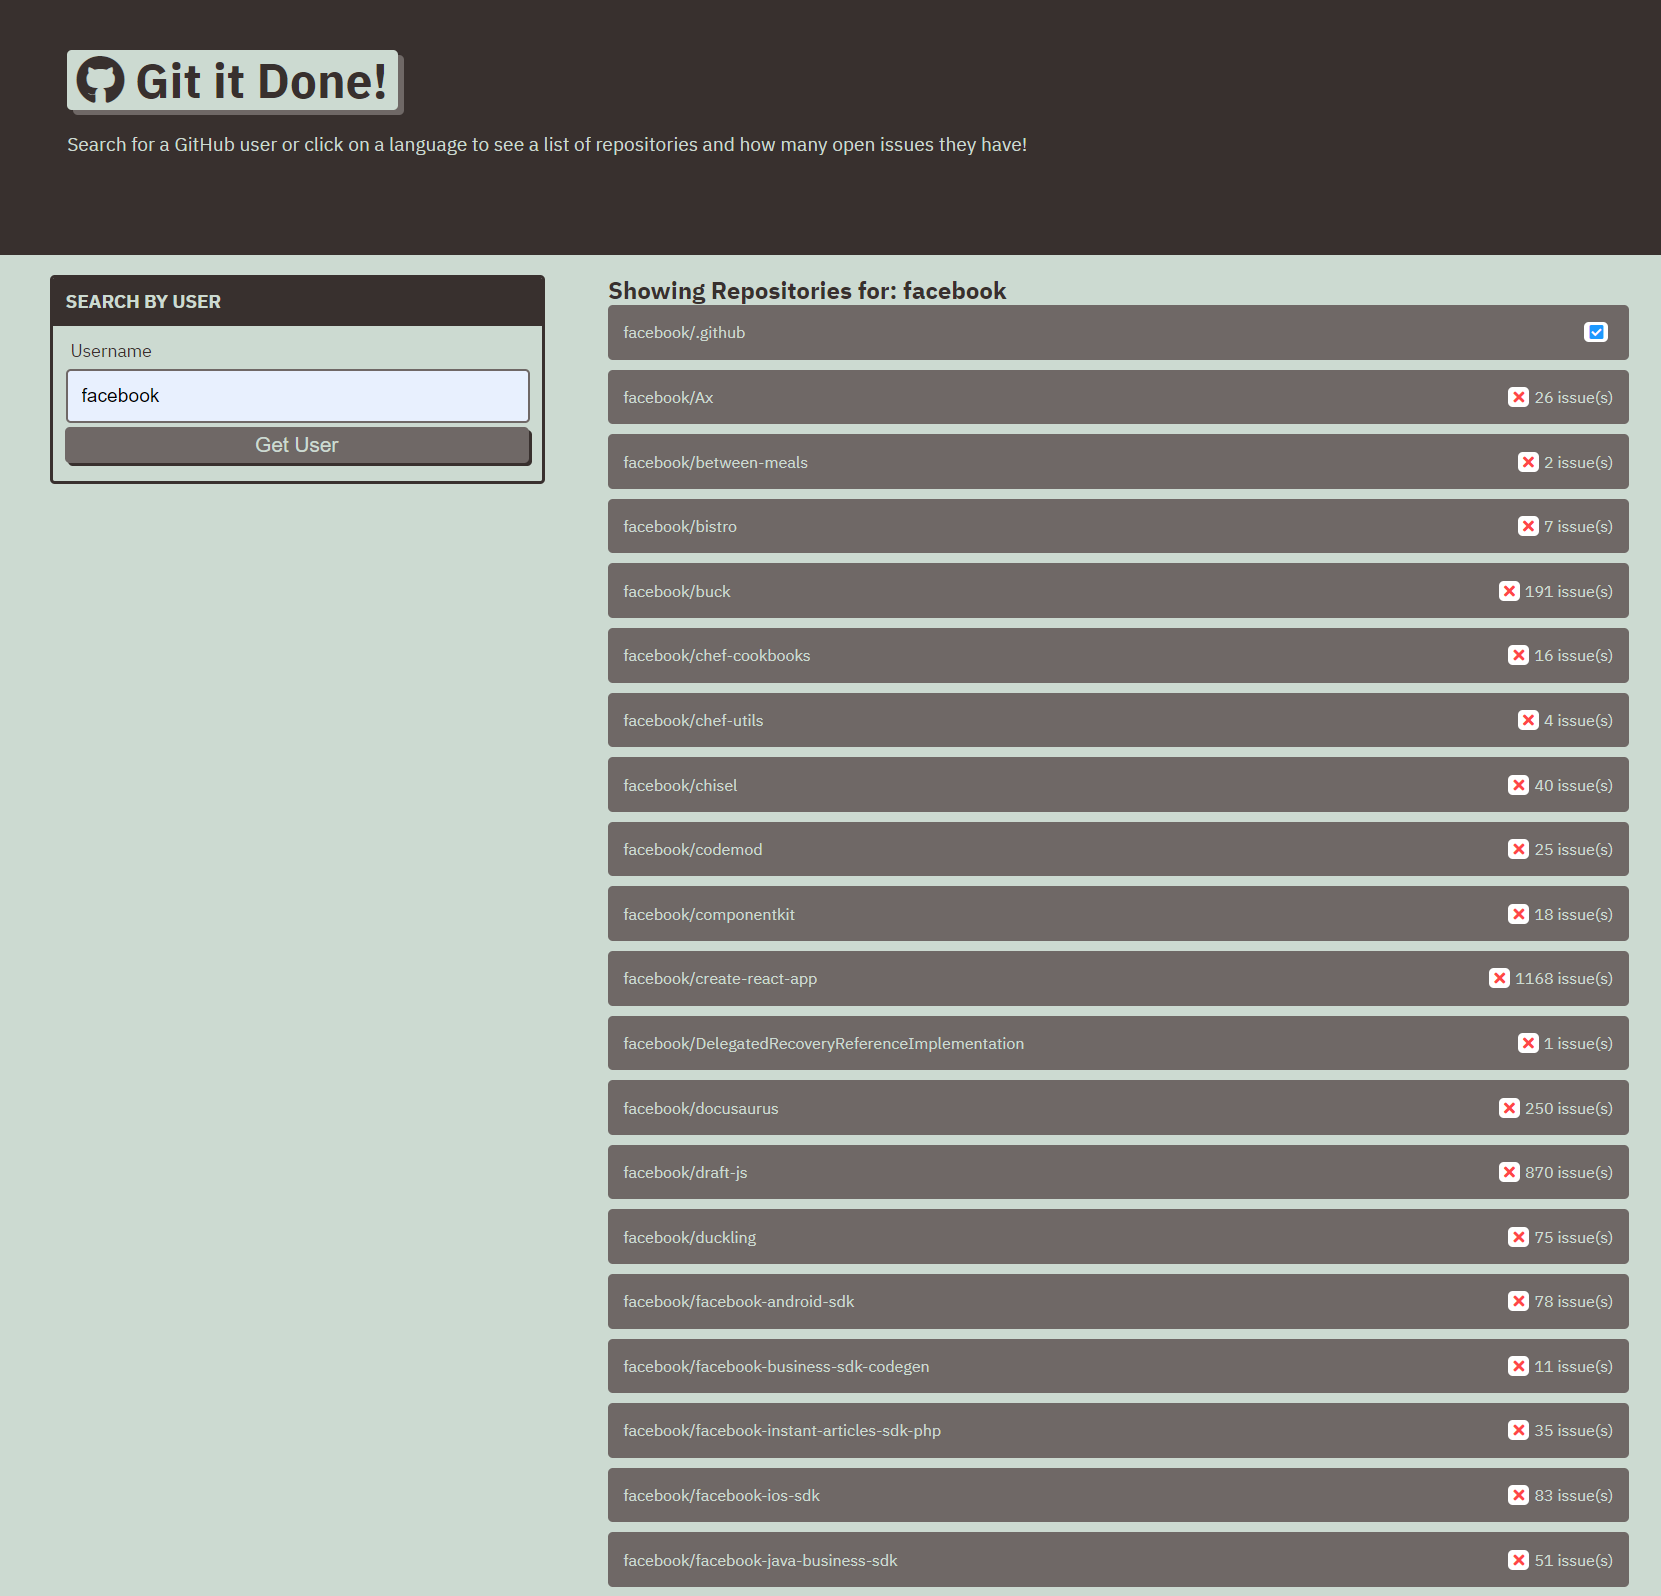 Git it Done!
Search for a GitHub user or click on a language to see a list of repositories and how many open issues they have!
SEARCH BY USER
Username
facebook
Get User
Showing Repositories for: facebook
facebook/.github
facebook/Ax 26 issue(s)
facebook/between-meals 2 issue(s)
facebook/bistro 7 issue(s)
facebook/buck 191 issue(s)
facebook/chef-cookbooks 16 issue(s)
facebook/chef-utils 4 issue(s)
facebook/chisel 40 issue(s)
facebook/codemod 25 issue(s)
facebook/componentkit 18 issue(s)
facebook/create-react-app 1168 issue(s)
facebook/DelegatedRecoveryReferenceImplementation 1 issue(s)
facebook/docusaurus 250 issue(s)
facebook/draft-js 870 issue(s)
facebook/duckling 75 issue(s)
facebook/facebook-android-sdk 78 issue(s)
facebook/facebook-business-sdk-codegen 11 issue(s)
facebook/facebook-instant-articles-sdk-php 35 issue(s)
facebook/facebook-ios-sdk 83 issue(s)
facebook/facebook-java-business-sdk 51 issue(s)